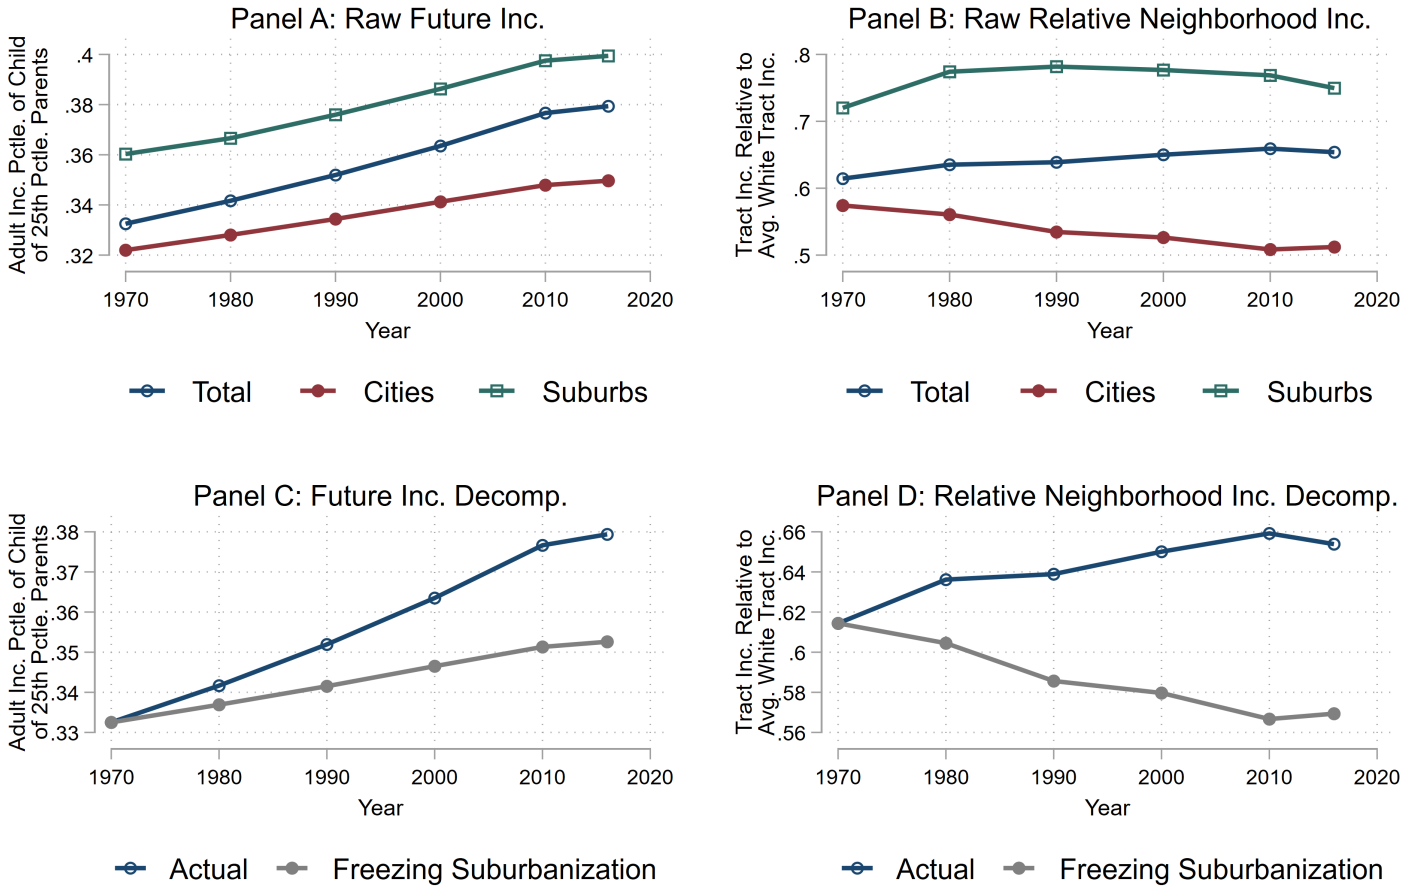 Panel A: Raw Future Inc.
Adult Inc. Pctle. of Child
of 25th Pctle. Parents
.4
.38
.36
.34
.32
1970 1980 1990 2000 2010 2020
Year
Total Cities Suburbs
Panel B: Raw Relative Neighborhood Inc.
Tract Inc. Relative to
Avg. White Tract Inc.
.8
.7
.6
.5
1970 1980 1990 2000 2010 2020
Year
Total Cities Suburbs
Panel C: Future Inc. Decomp.
Adult Inc. Pctle. of Child
of 25th Pctle. Parents
.38
.37
.36
.35
.34
.33
1970 1980 1990 2000 2010 2020
Year
Actual Freezing Suburbanization
Panel D: Relative Neighborhood Inc. Decomp.
Tract Inc. Relative to
Avg. White Tract Inc.
.66
.64
.62
.6
.58
.56
1970 1980 1990 2000 2010 2020
Year
Actual Freezing Suburbanization